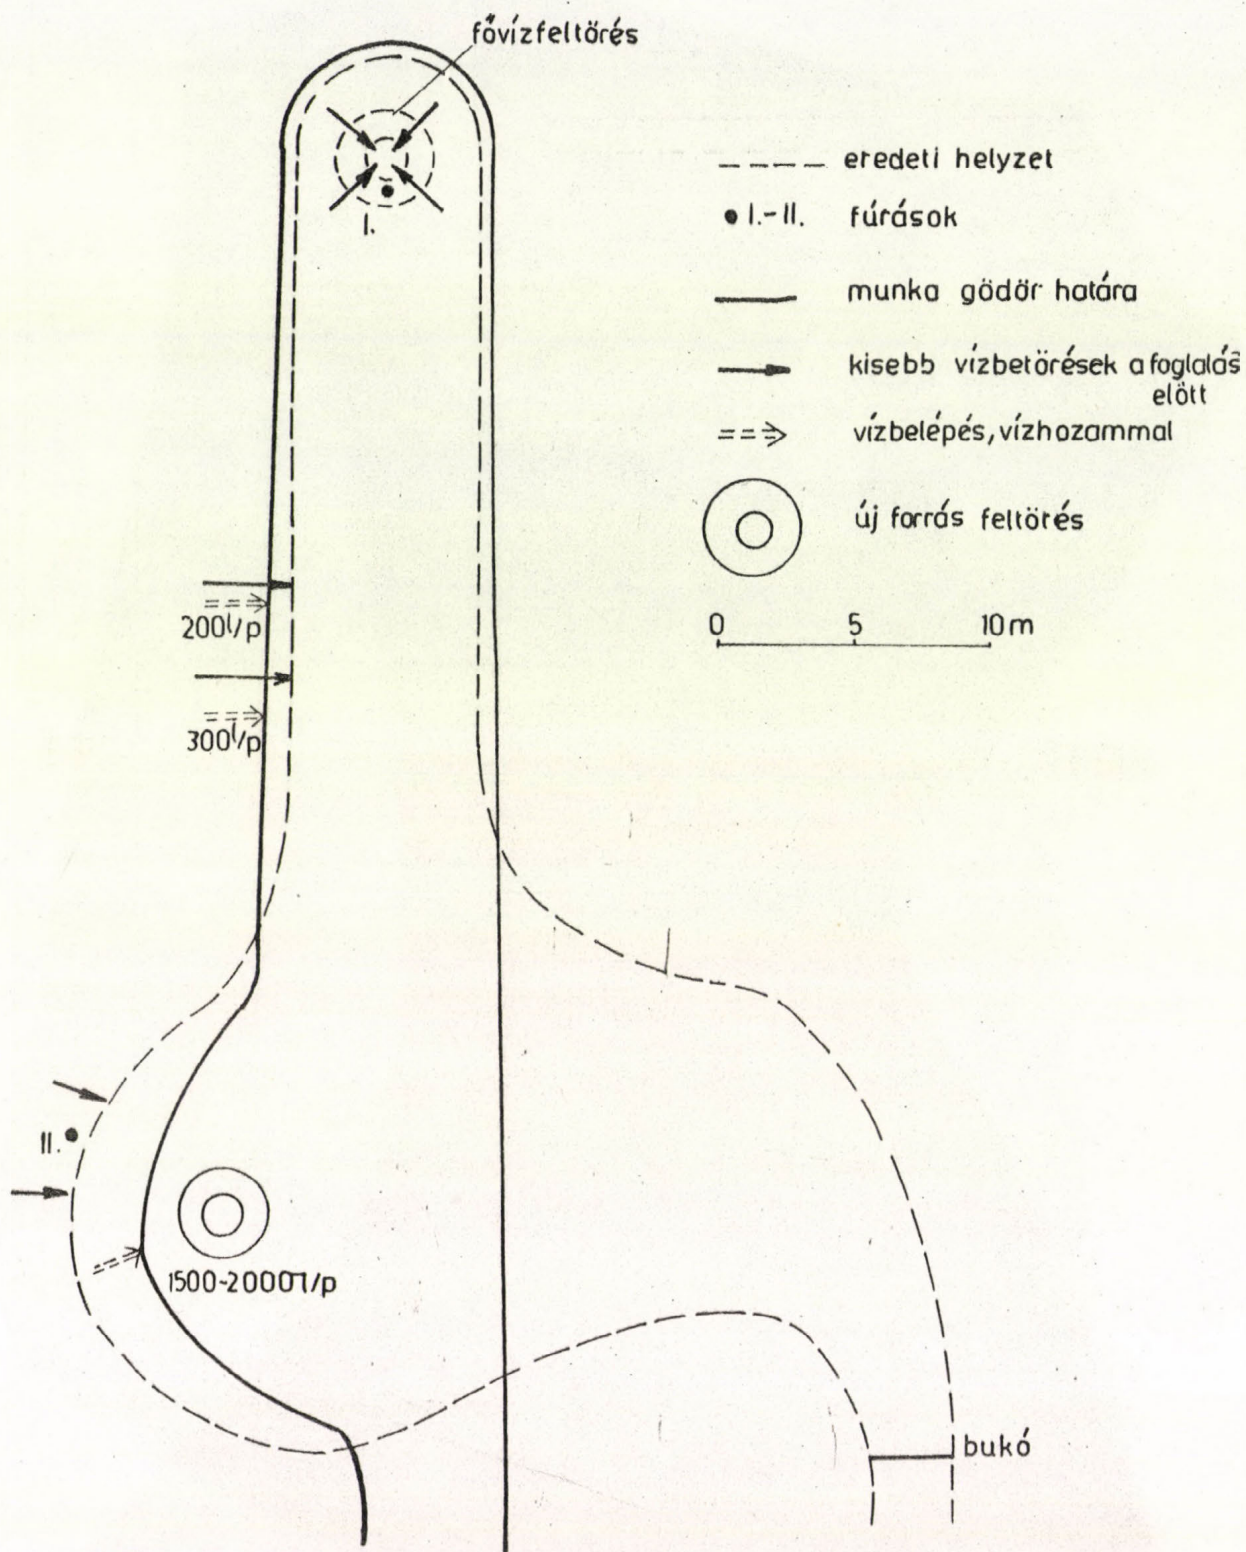 fővízfeltörés
I.
eredeti helyzet
I.-II. fúrások
munka gödör határa
kisebb vízbetörések a foglalás
előtt
vízbelépés, vízhozammal
új forrás feltörés
0 5 10 m
200 l/p
300 l/p
II.
1500-2000 l/p
bukó